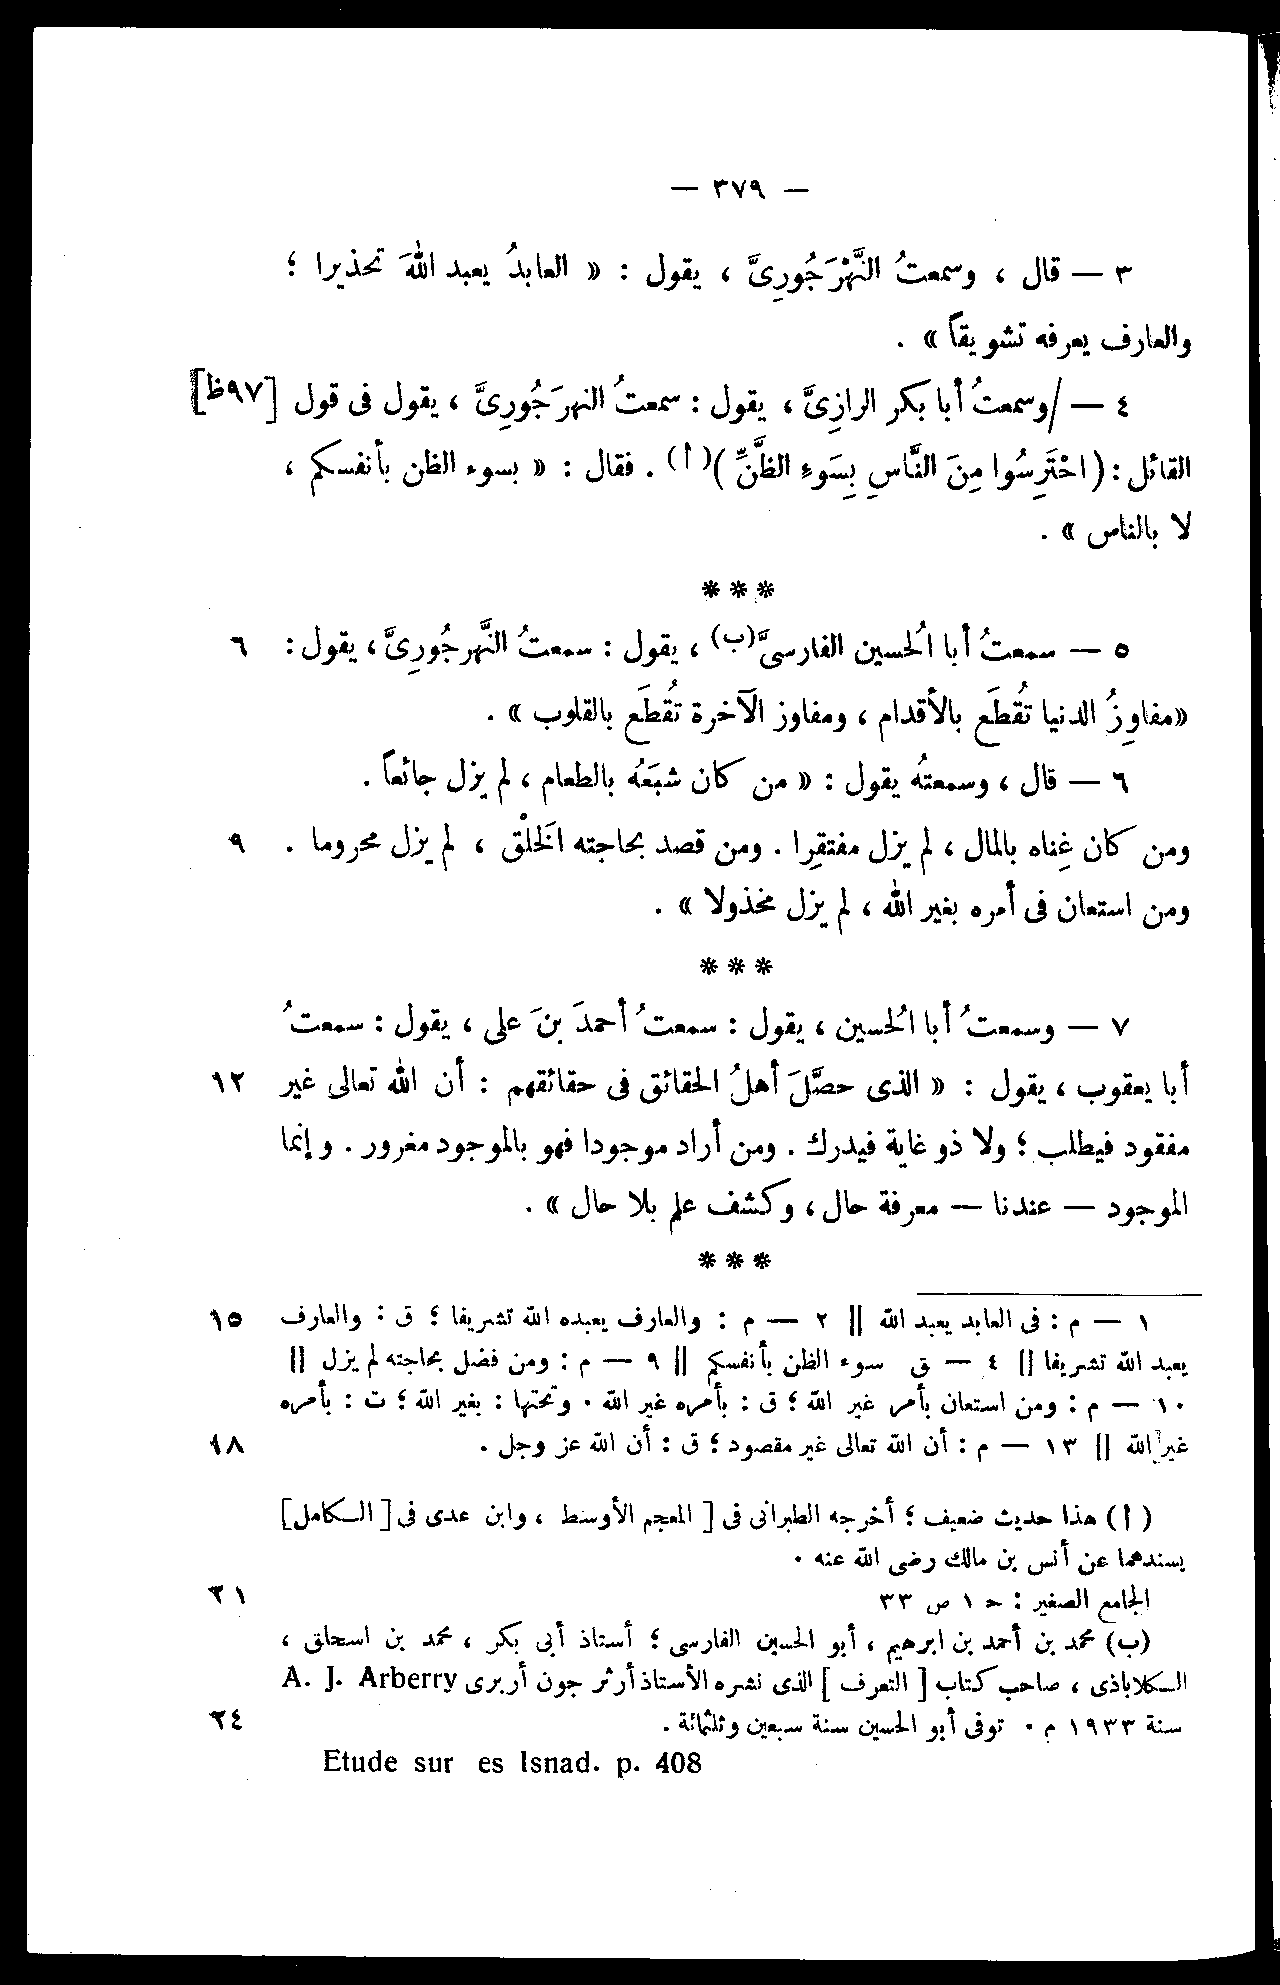 — ٣٧٩ —
٣ — قال ، وسمعتُ النَّهْرَجُورِىَّ ، يقول : « العابدُ يعبد اللهَ تحذيرا ؛
والعارف يعرفه تشويقاً » .
٤ — /وسمعتُ أبا بكر الرازِىَّ ، يقول : سمعتُ النهرَجُورِىَّ ، يقول فى قول [٩٧ظ]
القائل : ( احْتَرِسُوا مِنَ النَّاسِ بِسَوءِ الظَّنِّ )(أ) . فقال : « بسوء الظن بأنفسكم ،
لا بالناس » .
* * *
٥ — سمعتُ أبا الُحسين الفارسىَّ(ب) ، يقول : سمعتُ النَّهرجُورِىَّ ، يقول : ٦
«مفاوِزُ الدنيا تُقطَع بالأقدام ، ومفاوز الآخرة تُقطَع بالقلوب » .
٦ — قال ، وسمعتهُ يقول : « من كان شبَعَهُ بالطعام ، لم يزل جائعاً .
ومن كان غِناه بالمال ، لم يزل مفتقِرا . ومن قصد بحاجته الَخلْق ، لم يزل محروما . ٩
ومن استعان فى أمره بغير الله ، لم يزل مخذولا » .
* * *
٧ — وسمعتُ أبا الُحسين ، يقول : سمعتُ أحمدَ بنَ على ، يقول : سمعتُ
أبا يعقوب ، يقول : « الذى حصَّلَ أهلُ الحقائق فى حقائقهم : أن الله تعالى غير ١٢
مفقود فيطلب ؛ ولا ذو غاية فيدرك . ومن أراد موجودا فهو بالموجود مغرور . وإنما
الموجود — عندنا — معرفة حال ، وكشف علم بلا حال » .
* * *
١ — م : فى العابد يعبد الله || ٢ — م : والعارف يعبده الله تشريفا ؛ ق : والعارف ١٥
يعبد الله تشريفا || ٤ — ق سوء الظن بأنفسكم || ٩ — م : ومن فضل بحاجته لم يزل ||
١٠ — م : ومن استعان بأمر غير الله ؛ ق : بأمره غير الله . وتحتها : بغير الله ؛ ت : بأمره
غير الله || ١٣ — م : أن الله تعالى غير مقصود ؛ ق : أن الله عز وجل . ١٨
( أ ) هذا حديث ضعيف ؛ أخرجه الطبرانى فى [ المعجم الأوسط ، وابن عدى فى [ الكامل]
يسندهما عن أنس بن مالك رضى الله عنه .
الجامع الصغير : ح ١ ص ٣٣ ٢١
(ب) محمد بن أحمد بن ابرهيم ، أبو الحسين الفارسى ؛ أستاذ أبى بكر ، محمد بن اسحاق ،
الكلاباذى ، صاحب كتاب [ التعرف ] الذى نشره الأستاذ أرثر جون أربرى A. J. Arberry
سنة ١٩٣٣ م . توفى أبو الحسين سنة سبعين وثلثمائة . ٢٤
Etude sur es Isnad. p. 408